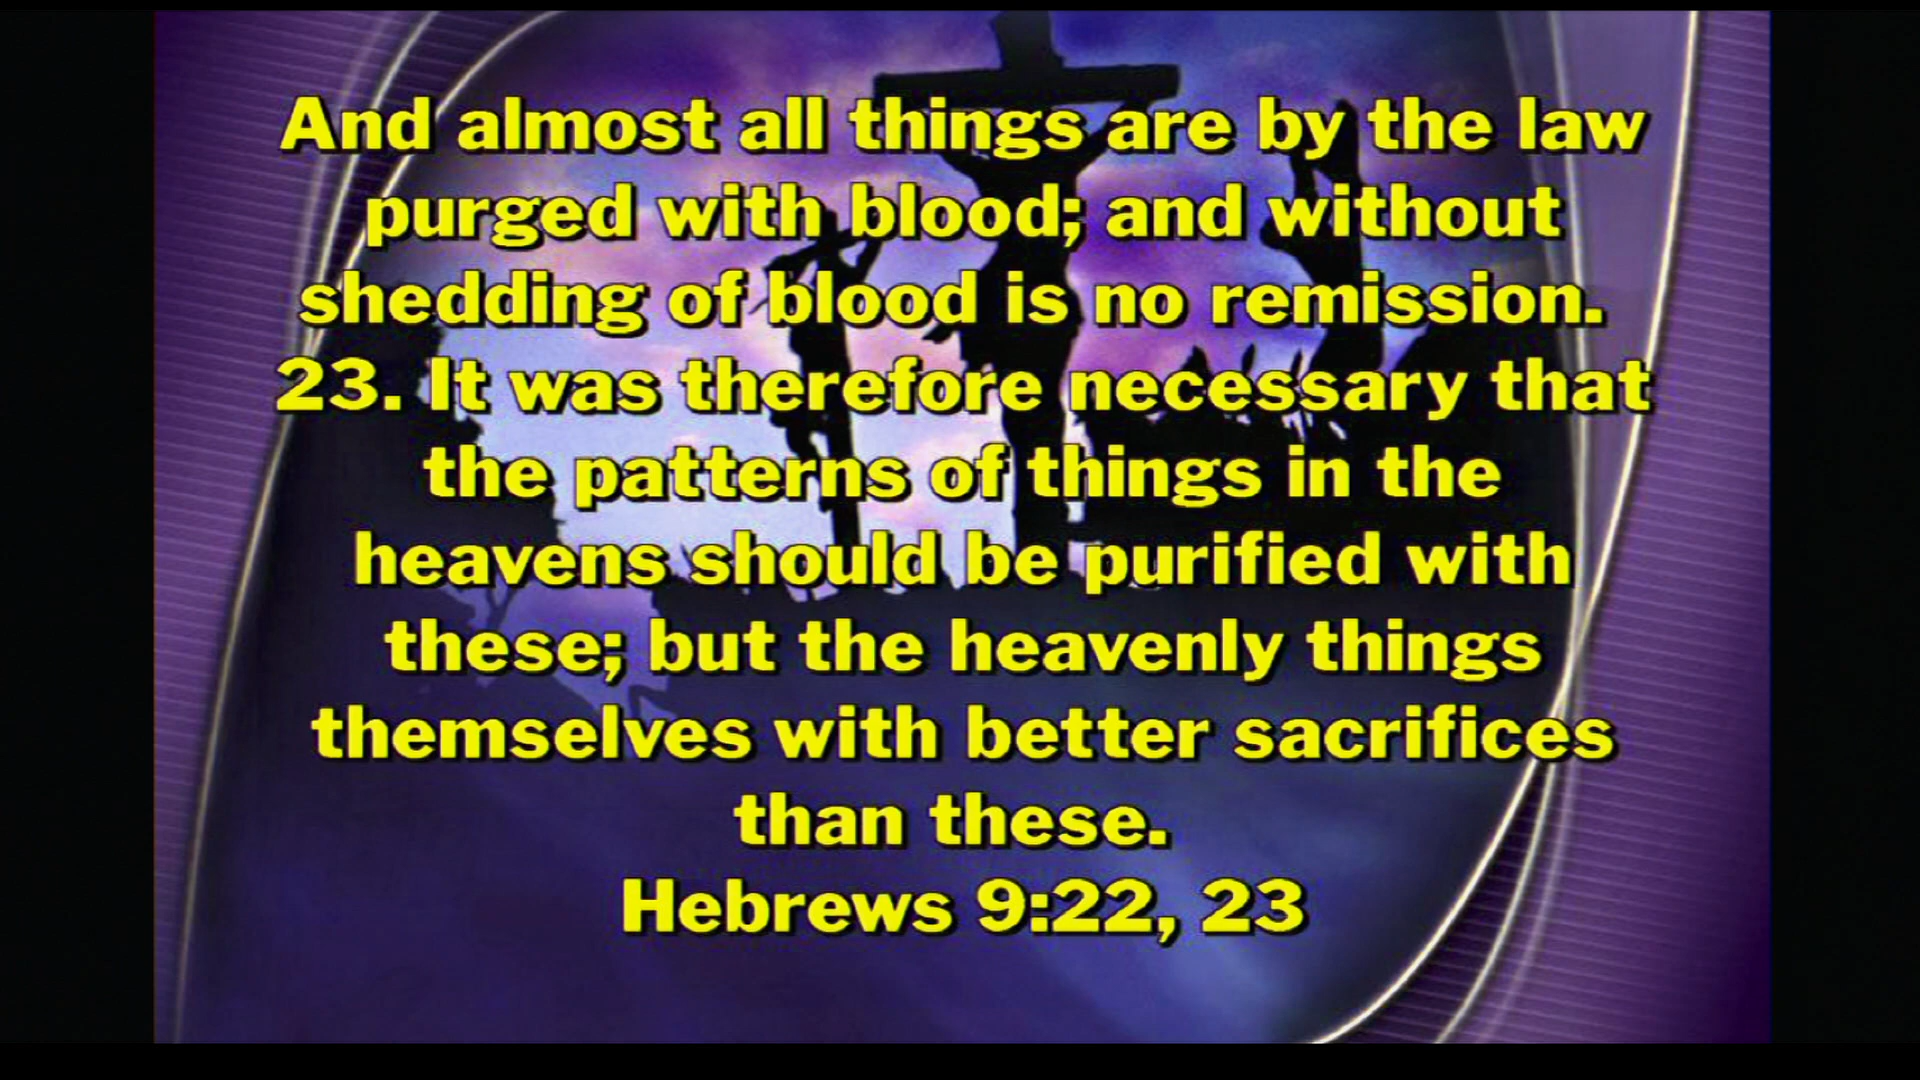 And almost all things are by the law
purged with blood; and without
shedding of blood is no remission.
23. It was therefore necessary that
the patterns of things in the
heavens should be purified with
these; but the heavenly things
themselves with better sacrifices
than these.
Hebrews 9:22, 23